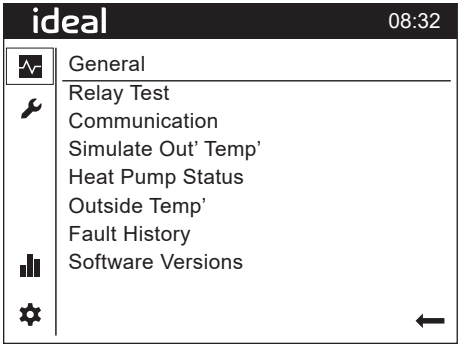 ideal 08:32
General
Relay Test
Communication
Simulate Out’ Temp’
Heat Pump Status
Outside Temp’
Fault History
Software Versions